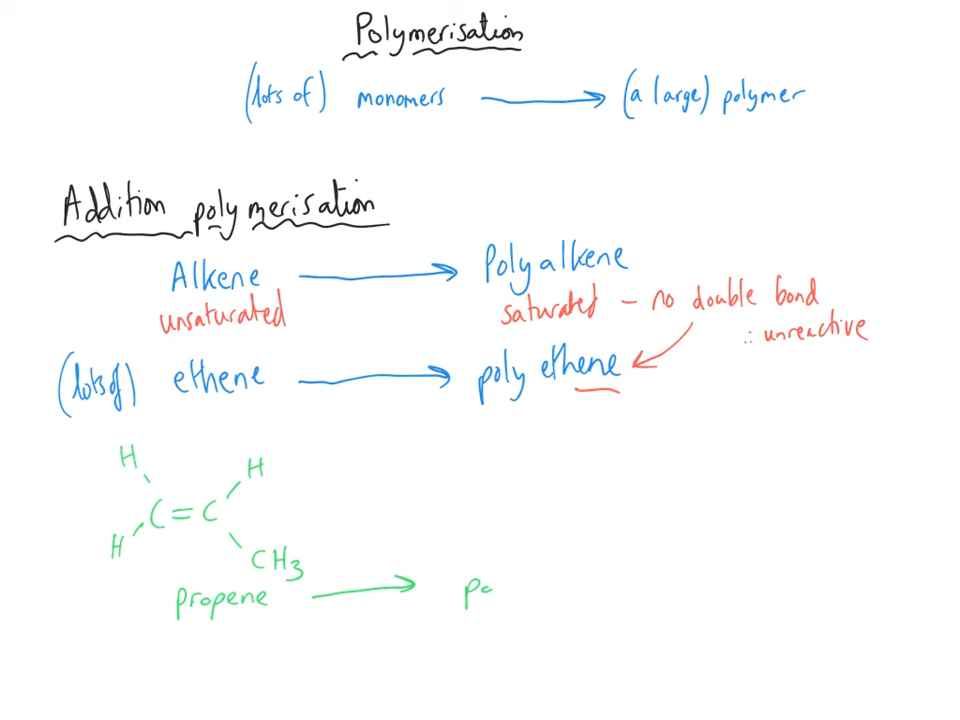 Polymerisation
(lots of) monomers → (a large) polymer
Addition polymerisation
Alkene → Polyalkene
unsaturated saturated – no double bond
∴ unreactive
(lots of) ethene → poly ethene
H H
C=C
H CH3
propene → po